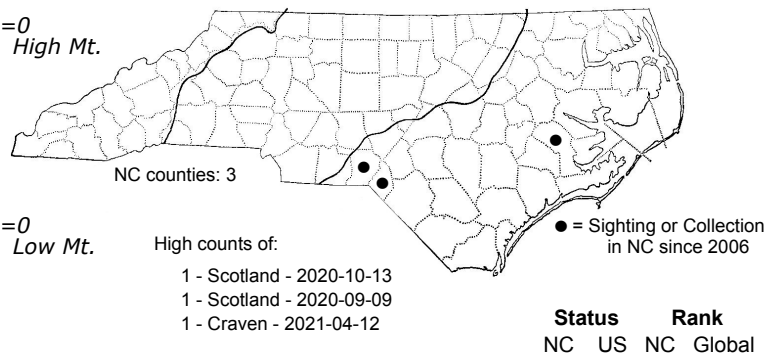 =0
High Mt.
NC counties: 3
=0
Low Mt.
High counts of:
1 - Scotland - 2020-10-13
1 - Scotland - 2020-09-09
1 - Craven - 2021-04-12
● = Sighting or Collection
in NC since 2006
Status Rank
NC US NC Global